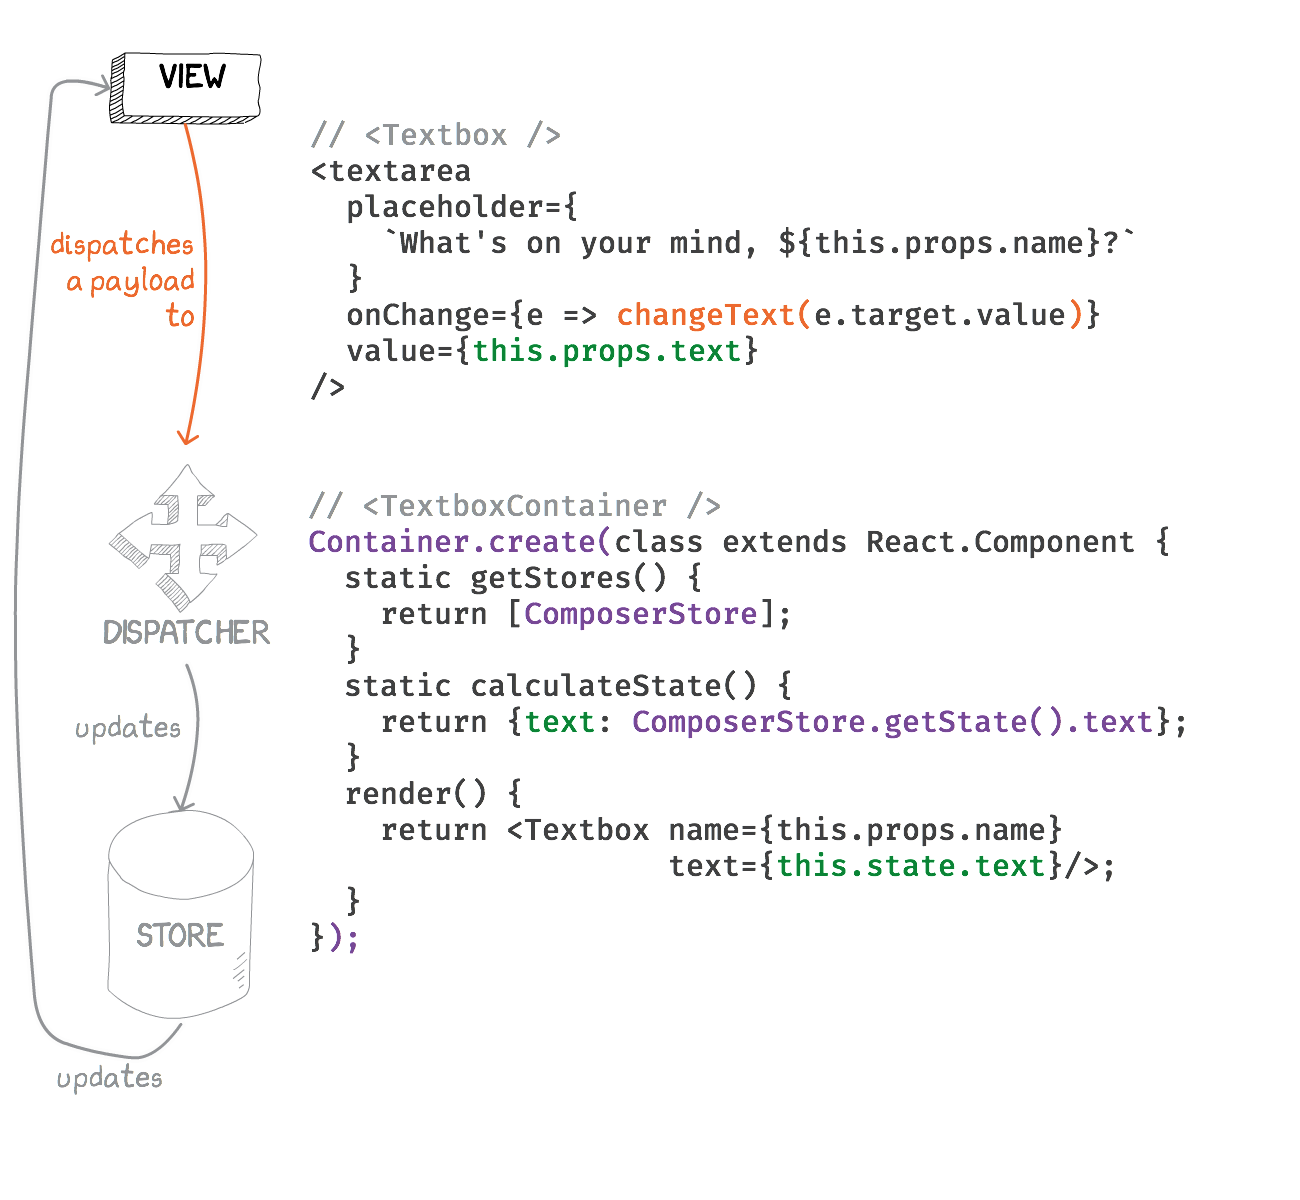 VIEW
dispatches
a payload
to
DISPATCHER
updates
STORE
updates
// <Textbox />
<textarea
  placeholder={
    `What's on your mind, ${this.props.name}?`
  }
  onChange={e => changeText(e.target.value)}
  value={this.props.text}
/>
// <TextboxContainer />
Container.create(class extends React.Component {
  static getStores() {
    return [ComposerStore];
  }
  static calculateState() {
    return {text: ComposerStore.getState().text};
  }
  render() {
    return <Textbox name={this.props.name}
                    text={this.state.text}/>;
  }
});